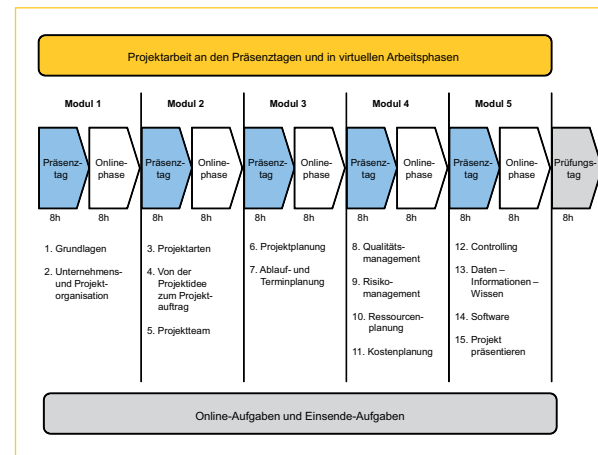 Projektarbeit an den Präsenztagen und in virtuellen Arbeitsphasen
Modul 1
Modul 2
Modul 3
Modul 4
Modul 5
Präsenz-
tag
Online-
phase
Präsenz-
tag
Online-
phase
Präsenz-
tag
Online-
phase
Präsenz-
tag
Online-
phase
Präsenz-
tag
Online-
phase
Prüfungs-
tag
8h
8h
8h
8h
8h
8h
8h
8h
8h
8h
8h
1. Grundlagen
2. Unternehmens-
und Projekt-
organisation
3. Projektarten
4. Von der
Projektidee
zum Projekt-
auftrag
5. Projektteam
6. Projektplanung
7. Ablauf- und
Terminplanung
8. Qualitäts-
management
9. Risiko-
management
10. Ressourcen-
planung
11. Kostenplanung
12. Controlling
13. Daten –
Informationen –
Wissen
14. Software
15. Projekt
präsentieren
Online-Aufgaben und Einsende-Aufgaben